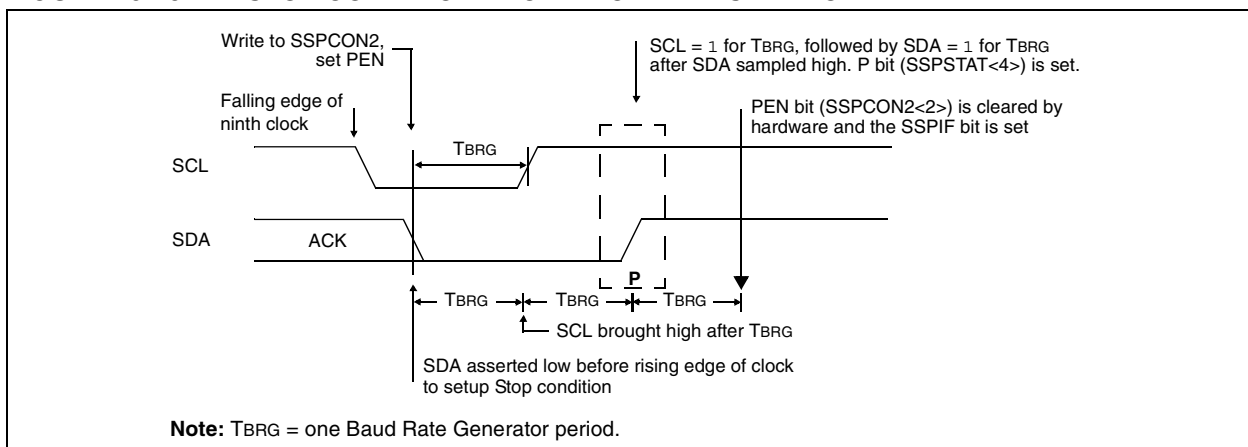 Write to SSPCON2,
set PEN
SCL = 1 for TBRG, followed by SDA = 1 for TBRG
after SDA sampled high. P bit (SSPSTAT<4>) is set.
Falling edge of
ninth clock
PEN bit (SSPCON2<2>) is cleared by
hardware and the SSPIF bit is set
TBRG
SCL
SDA
ACK
P
TBRG
TBRG
TBRG
SCL brought high after TBRG
SDA asserted low before rising edge of clock
to setup Stop condition
Note: TBRG = one Baud Rate Generator period.